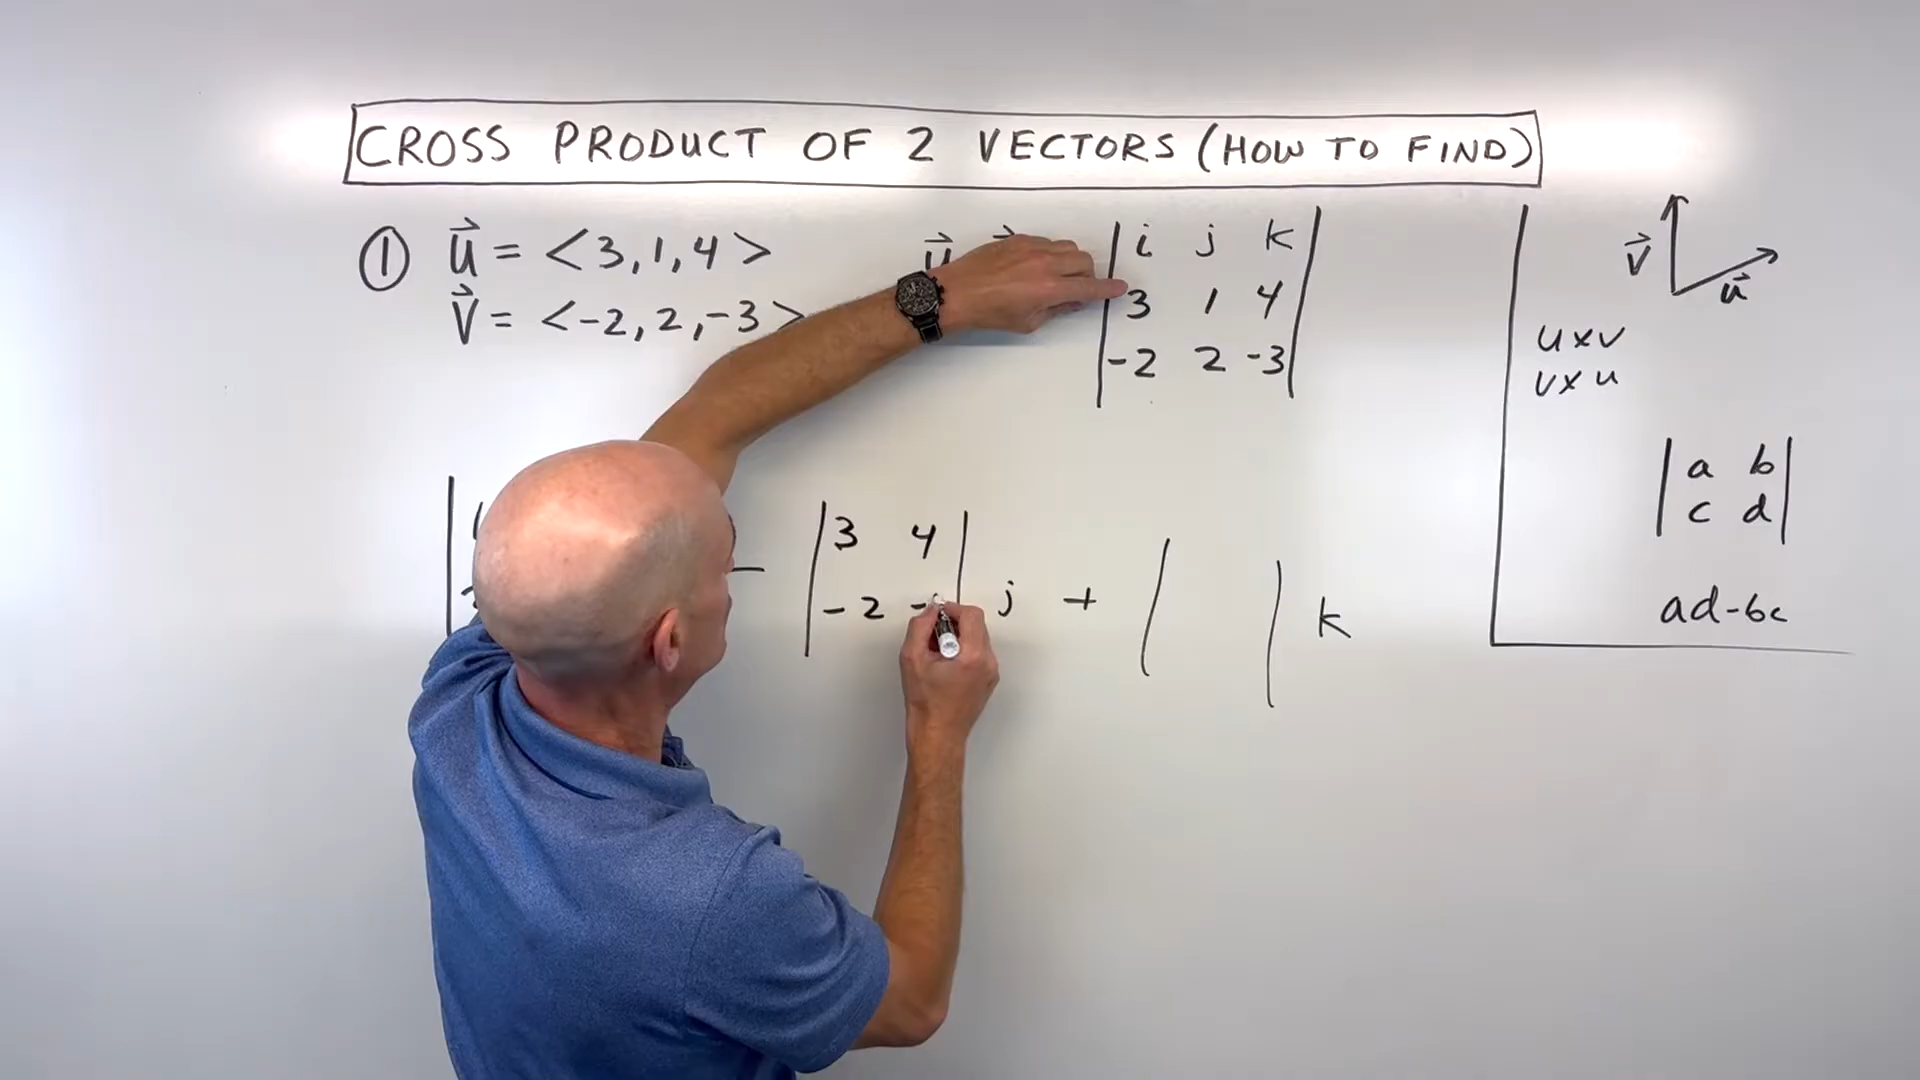 CROSS PRODUCT OF 2 VECTORS (HOW TO FIND)
① u⃗ = <3, 1, 4>
v⃗ = <-2, 2, -3>
u⃗
| i j k |
| 3 1 4 |
| -2 2 -3 |
v⃗
u⃗
u x v
v x u
| a b |
| c d |
ad-bc
| 3 4 |
| -2 - | j + | | k
-